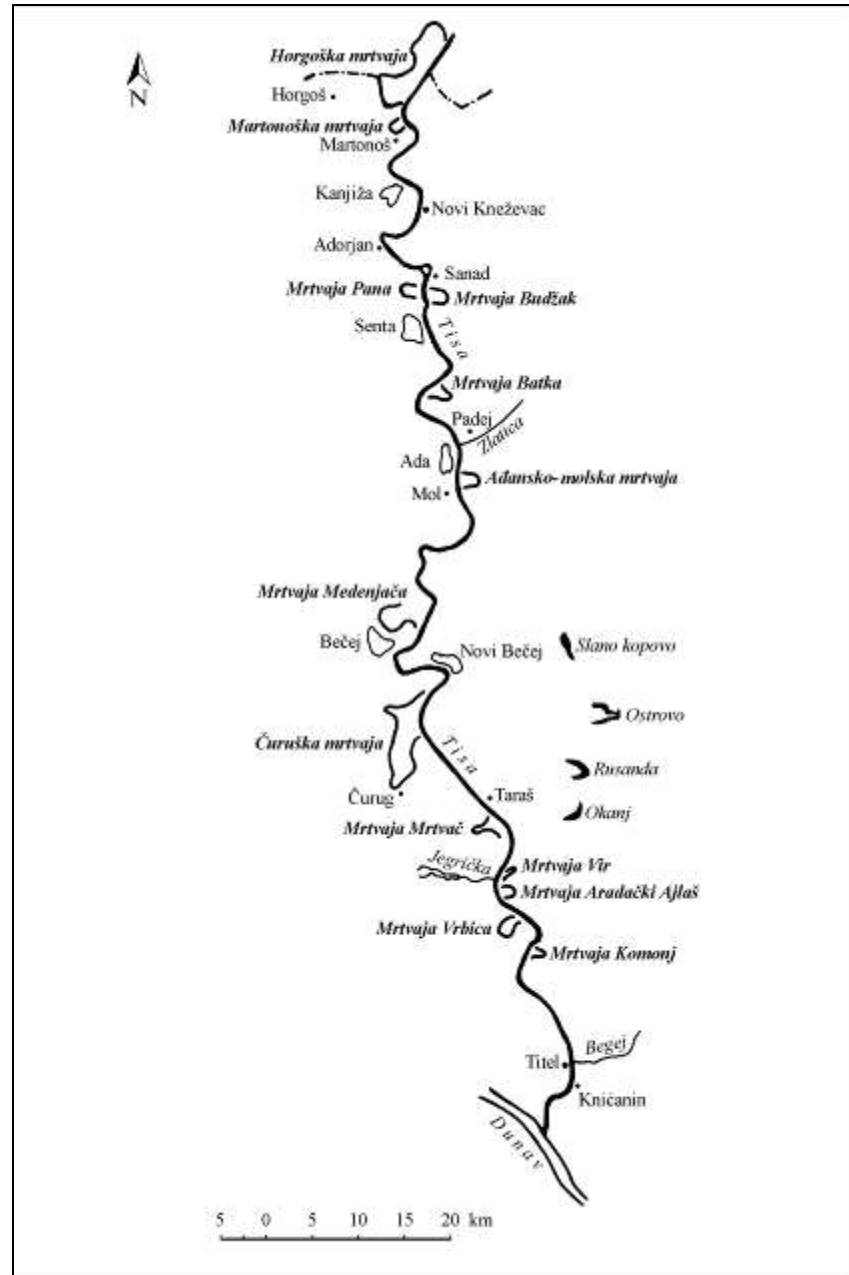 Horgoška mrtvaja
N
Horgoš
Martonoška mrtvaja
Martonoš
Kanjiža
Novi Kneževac
Adorjan
Sanad
Mrtvaja Pana
Mrtvaja Budžak
Senta
Tisa
Mrtvaja Batka
Padej
Zlatica
Ada
Ađansko-molska mrtvaja
Mol
Mrtvaja Medenjača
Bečej
Novi Bečej
Slano kopovo
Ostrovo
Čuruška mrtvaja
Tisa
Rusanda
Taraš
Čurug
Okanj
Mrtvaja Mrtvač
Jegrička
Mrtvaja Vir
Mrtvaja Aradački Ajlaš
Mrtvaja Vrbica
Mrtvaja Komonj
Begej
Titel
Knićanin
Dunav
5 0 5 10 15 20 km